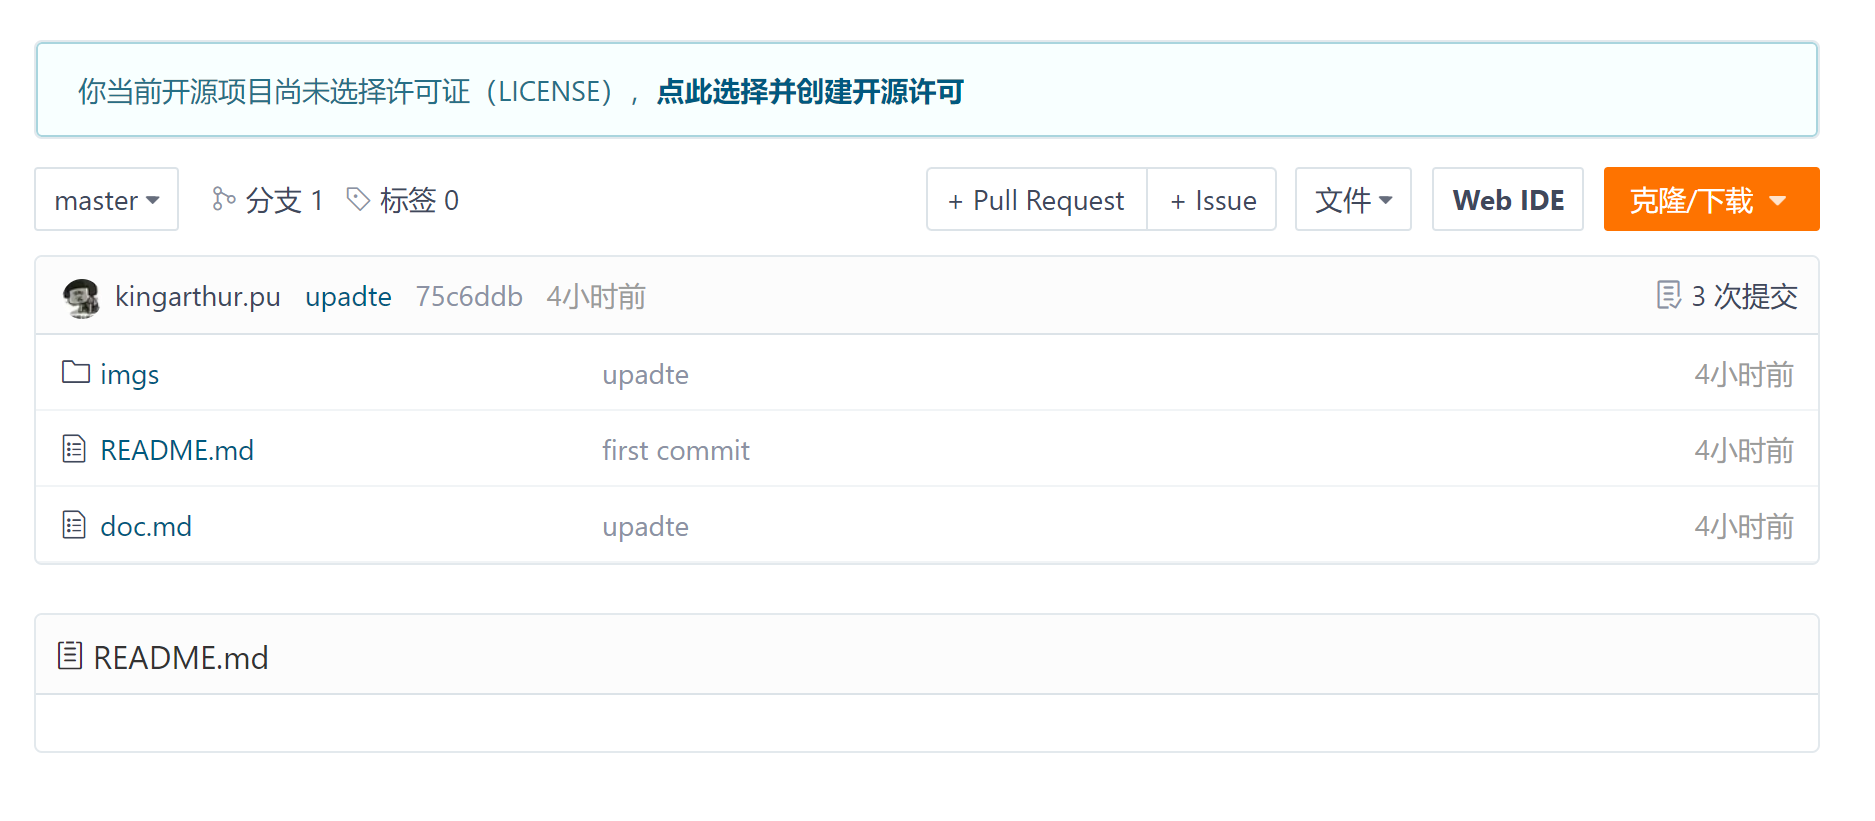 你当前开源项目尚未选择许可证（LICENSE），点此选择并创建开源许可
master 分支 1 标签 0 + Pull Request + Issue 文件 Web IDE 克隆/下载
kingarthur.pu upadte 75c6ddb 4小时前 3 次提交
imgs upadte 4小时前
README.md first commit 4小时前
doc.md upadte 4小时前
README.md